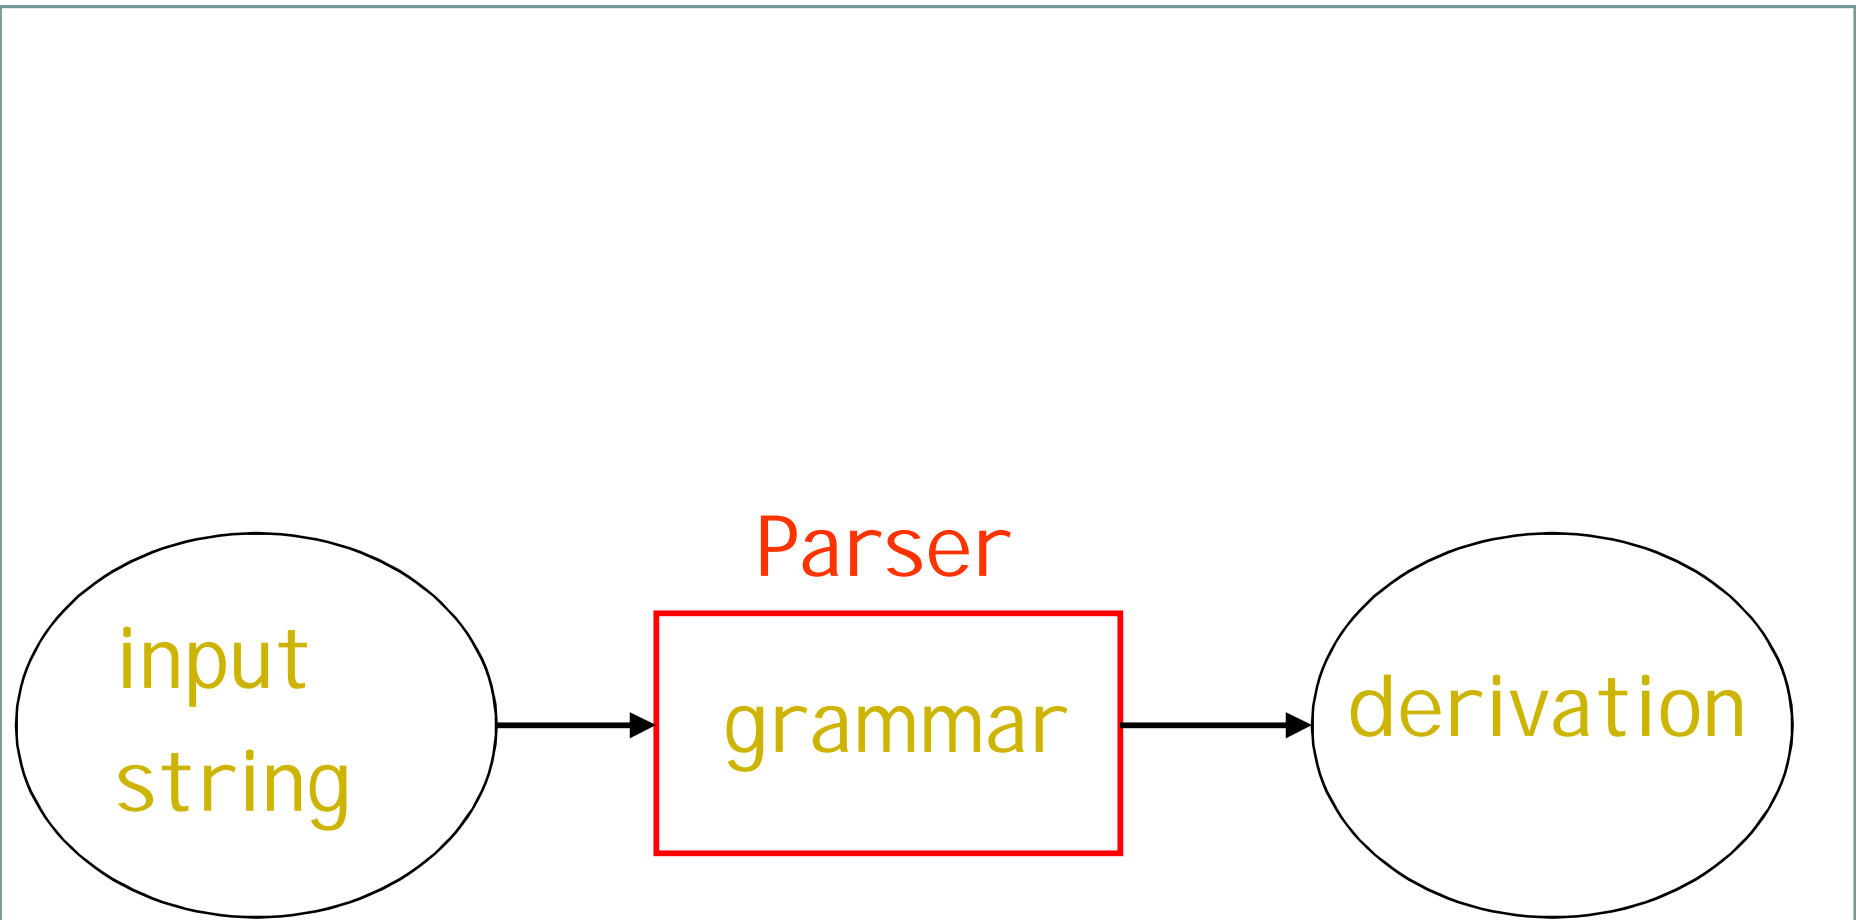 Parser
input
string
grammar
derivation